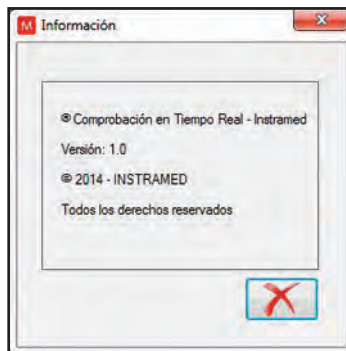 M Información
® Comprobación en Tiempo Real - Instramed
Versión: 1.0
© 2014 - INSTRAMED
Todos los derechos reservados